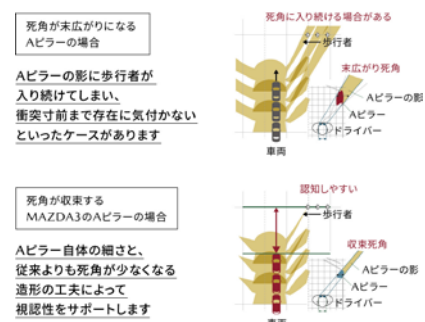 死角が末広がりになる
Aピラーの場合
Aピラーの影に歩行者が
入り続けてしまい、
衝突寸前まで存在に気付かない
といったケースがあります
死角に入り続ける場合がある
歩行者
末広がり死角
Aピラーの影
Aピラー
ドライバー
車両
死角が収束する
MAZDA3のAピラーの場合
Aピラー自体の細さと、
従来よりも死角が少なくなる
造形の工夫によって
視認性をサポートします
認知しやすい
歩行者
収束死角
Aピラーの影
Aピラー
ドライバー
車両